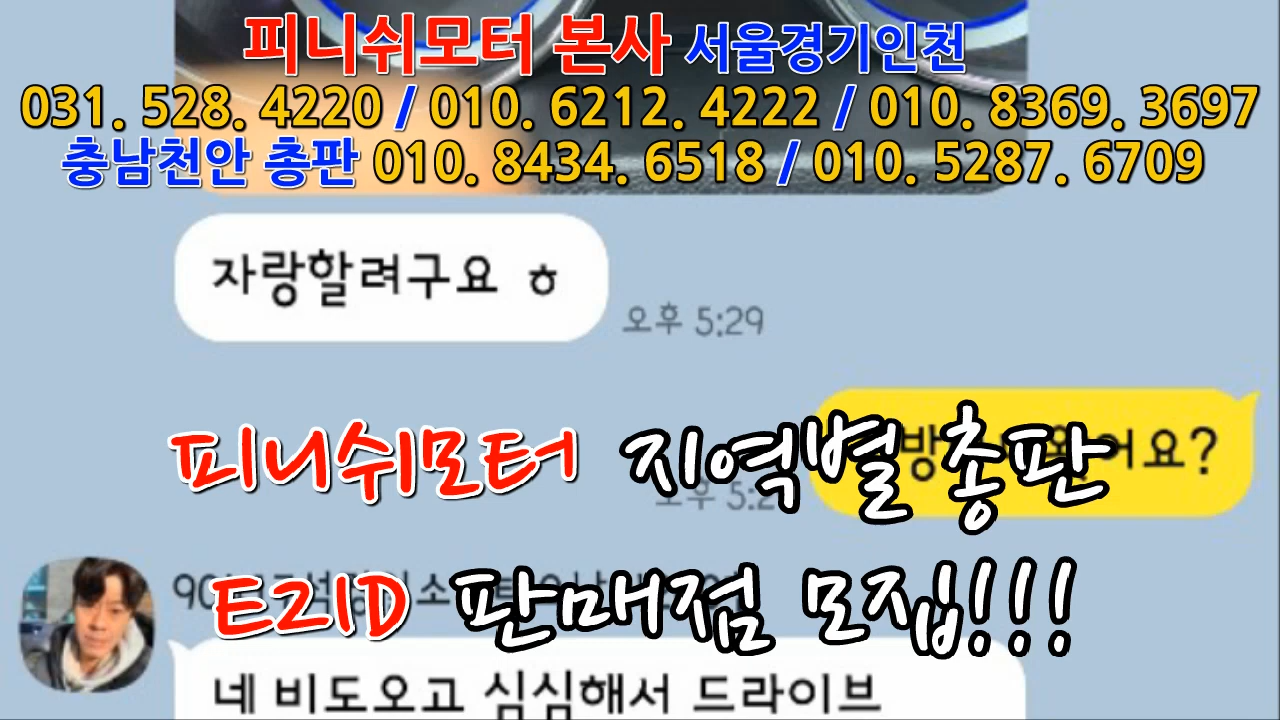 피니쉬모터 본사 서울경기인천
031. 528. 4220 / 010. 6212. 4222 / 010. 8369. 3697
충남천안 총판 010. 8434. 6518 / 010. 5287. 6709
자랑할려구요 ㅎ
오후 5:29
피니쉬모터 지역별 총판
오후
E21D 판매점 모집!!!
네 비도오고 심심해서 드라이브